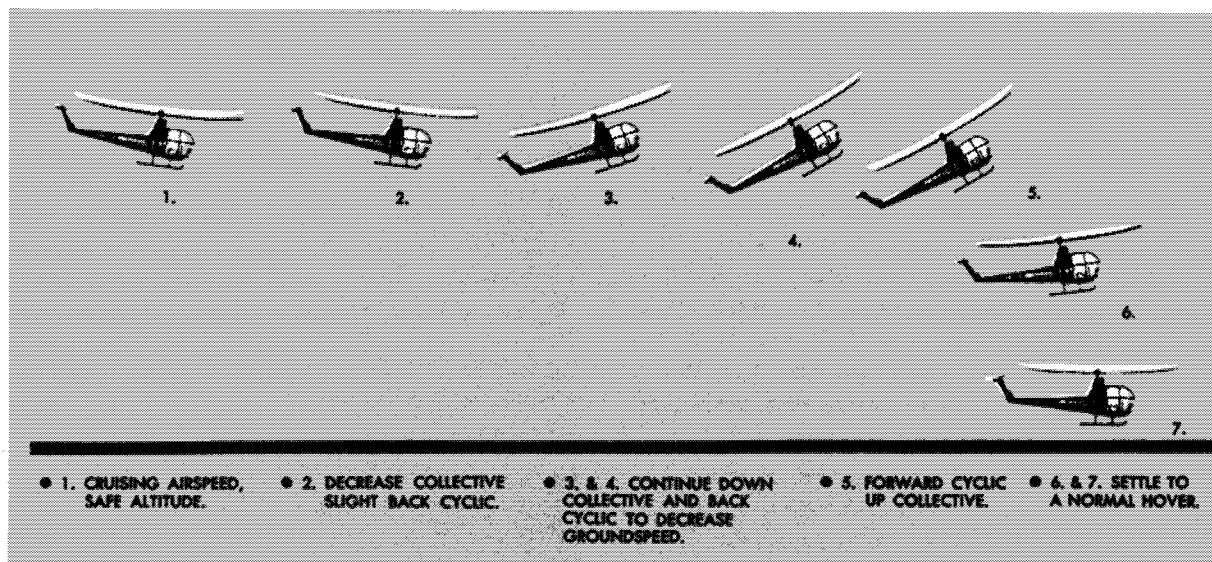 1.
2.
3.
4.
5.
6.
7.
● 1. CRUISING AIRSPEED,
SAFE ALTITUDE.
● 2. DECREASE COLLECTIVE
SLIGHT BACK CYCLIC.
● 3. & 4. CONTINUE DOWN
COLLECTIVE AND BACK
CYCLIC TO DECREASE
GROUNDSPEED.
● 5. FORWARD CYCLIC
UP COLLECTIVE.
● 6. & 7. SETTLE TO
A NORMAL HOVER.